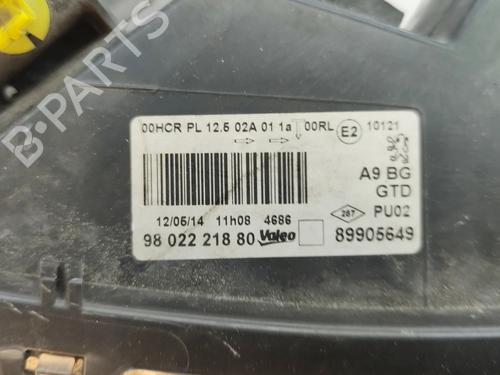 B-PARTS
00HCR PL 12.5 02A 01 1a 00RL E2 10121
A9 BG
GTD
12/05/14 11h08 4686
287 PU02
98 022 218 80 Valeo 89905649